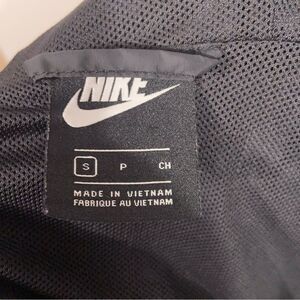 NIKE
S P CH
MADE IN VIETNAM
FABRIQUE AU VIETNAM